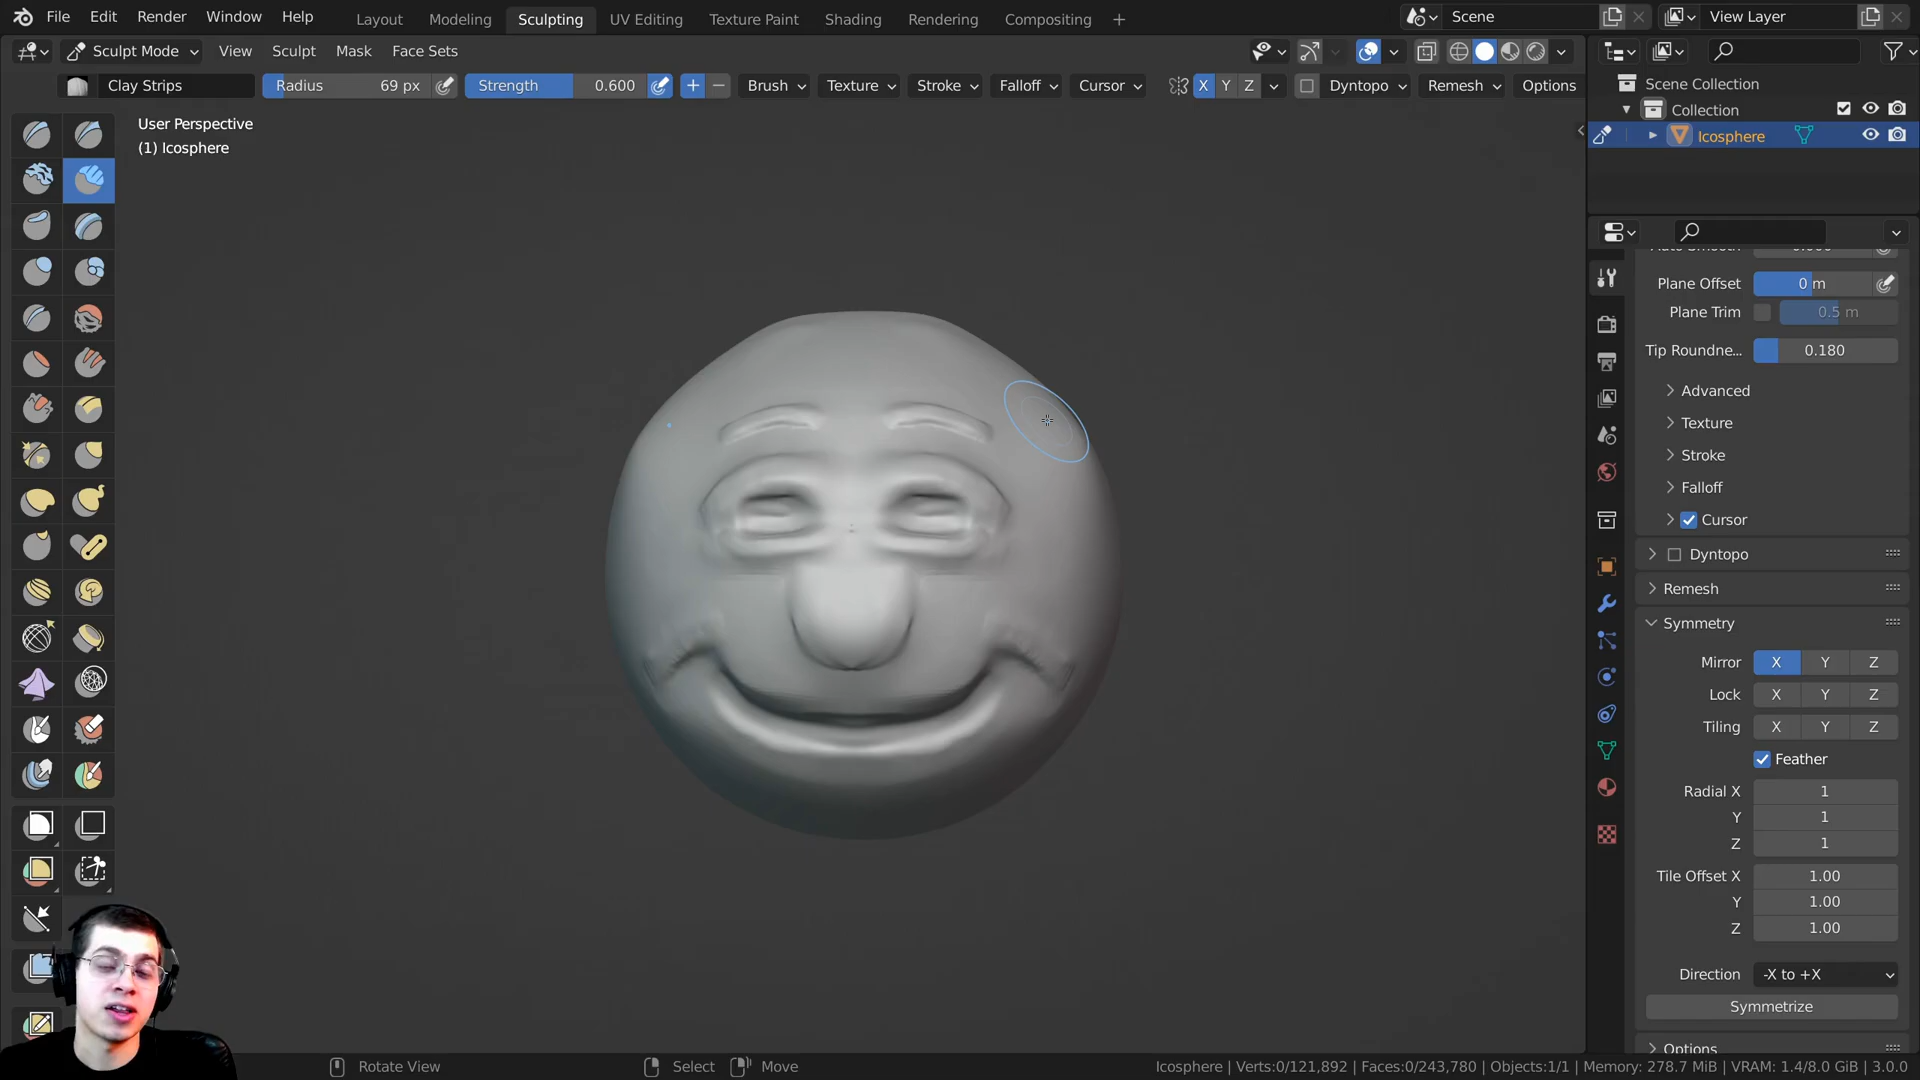 File Edit Render Window Help Layout Modeling Sculpting UV Editing Texture Paint Shading Rendering Compositing + Scene View Layer
Sculpt Mode View Sculpt Mask Face Sets
Clay Strips Radius 69 px Strength 0.600 Brush Texture Stroke Falloff Cursor X Y Z Dyntopo Remesh Options
User Perspective
(1) Icosphere
Scene Collection
Collection
Icosphere
Plane Offset 0 m
Plane Trim 0.5 m
Tip Roundne... 0.180
Advanced
Texture
Stroke
Falloff
Cursor
Dyntopo
Remesh
Symmetry
Mirror X Y Z
Lock X Y Z
Tiling X Y Z
Feather
Radial X 1
Y 1
Z 1
Tile Offset X 1.00
Y 1.00
Z 1.00
Direction -X to +X
Symmetrize
Options
Rotate View Select Move Icosphere | Verts:0/121,892 | Faces:0/243,780 | Objects:1/1 | Memory: 278.7 MiB | VRAM: 1.4/8.0 GiB | 3.0.0